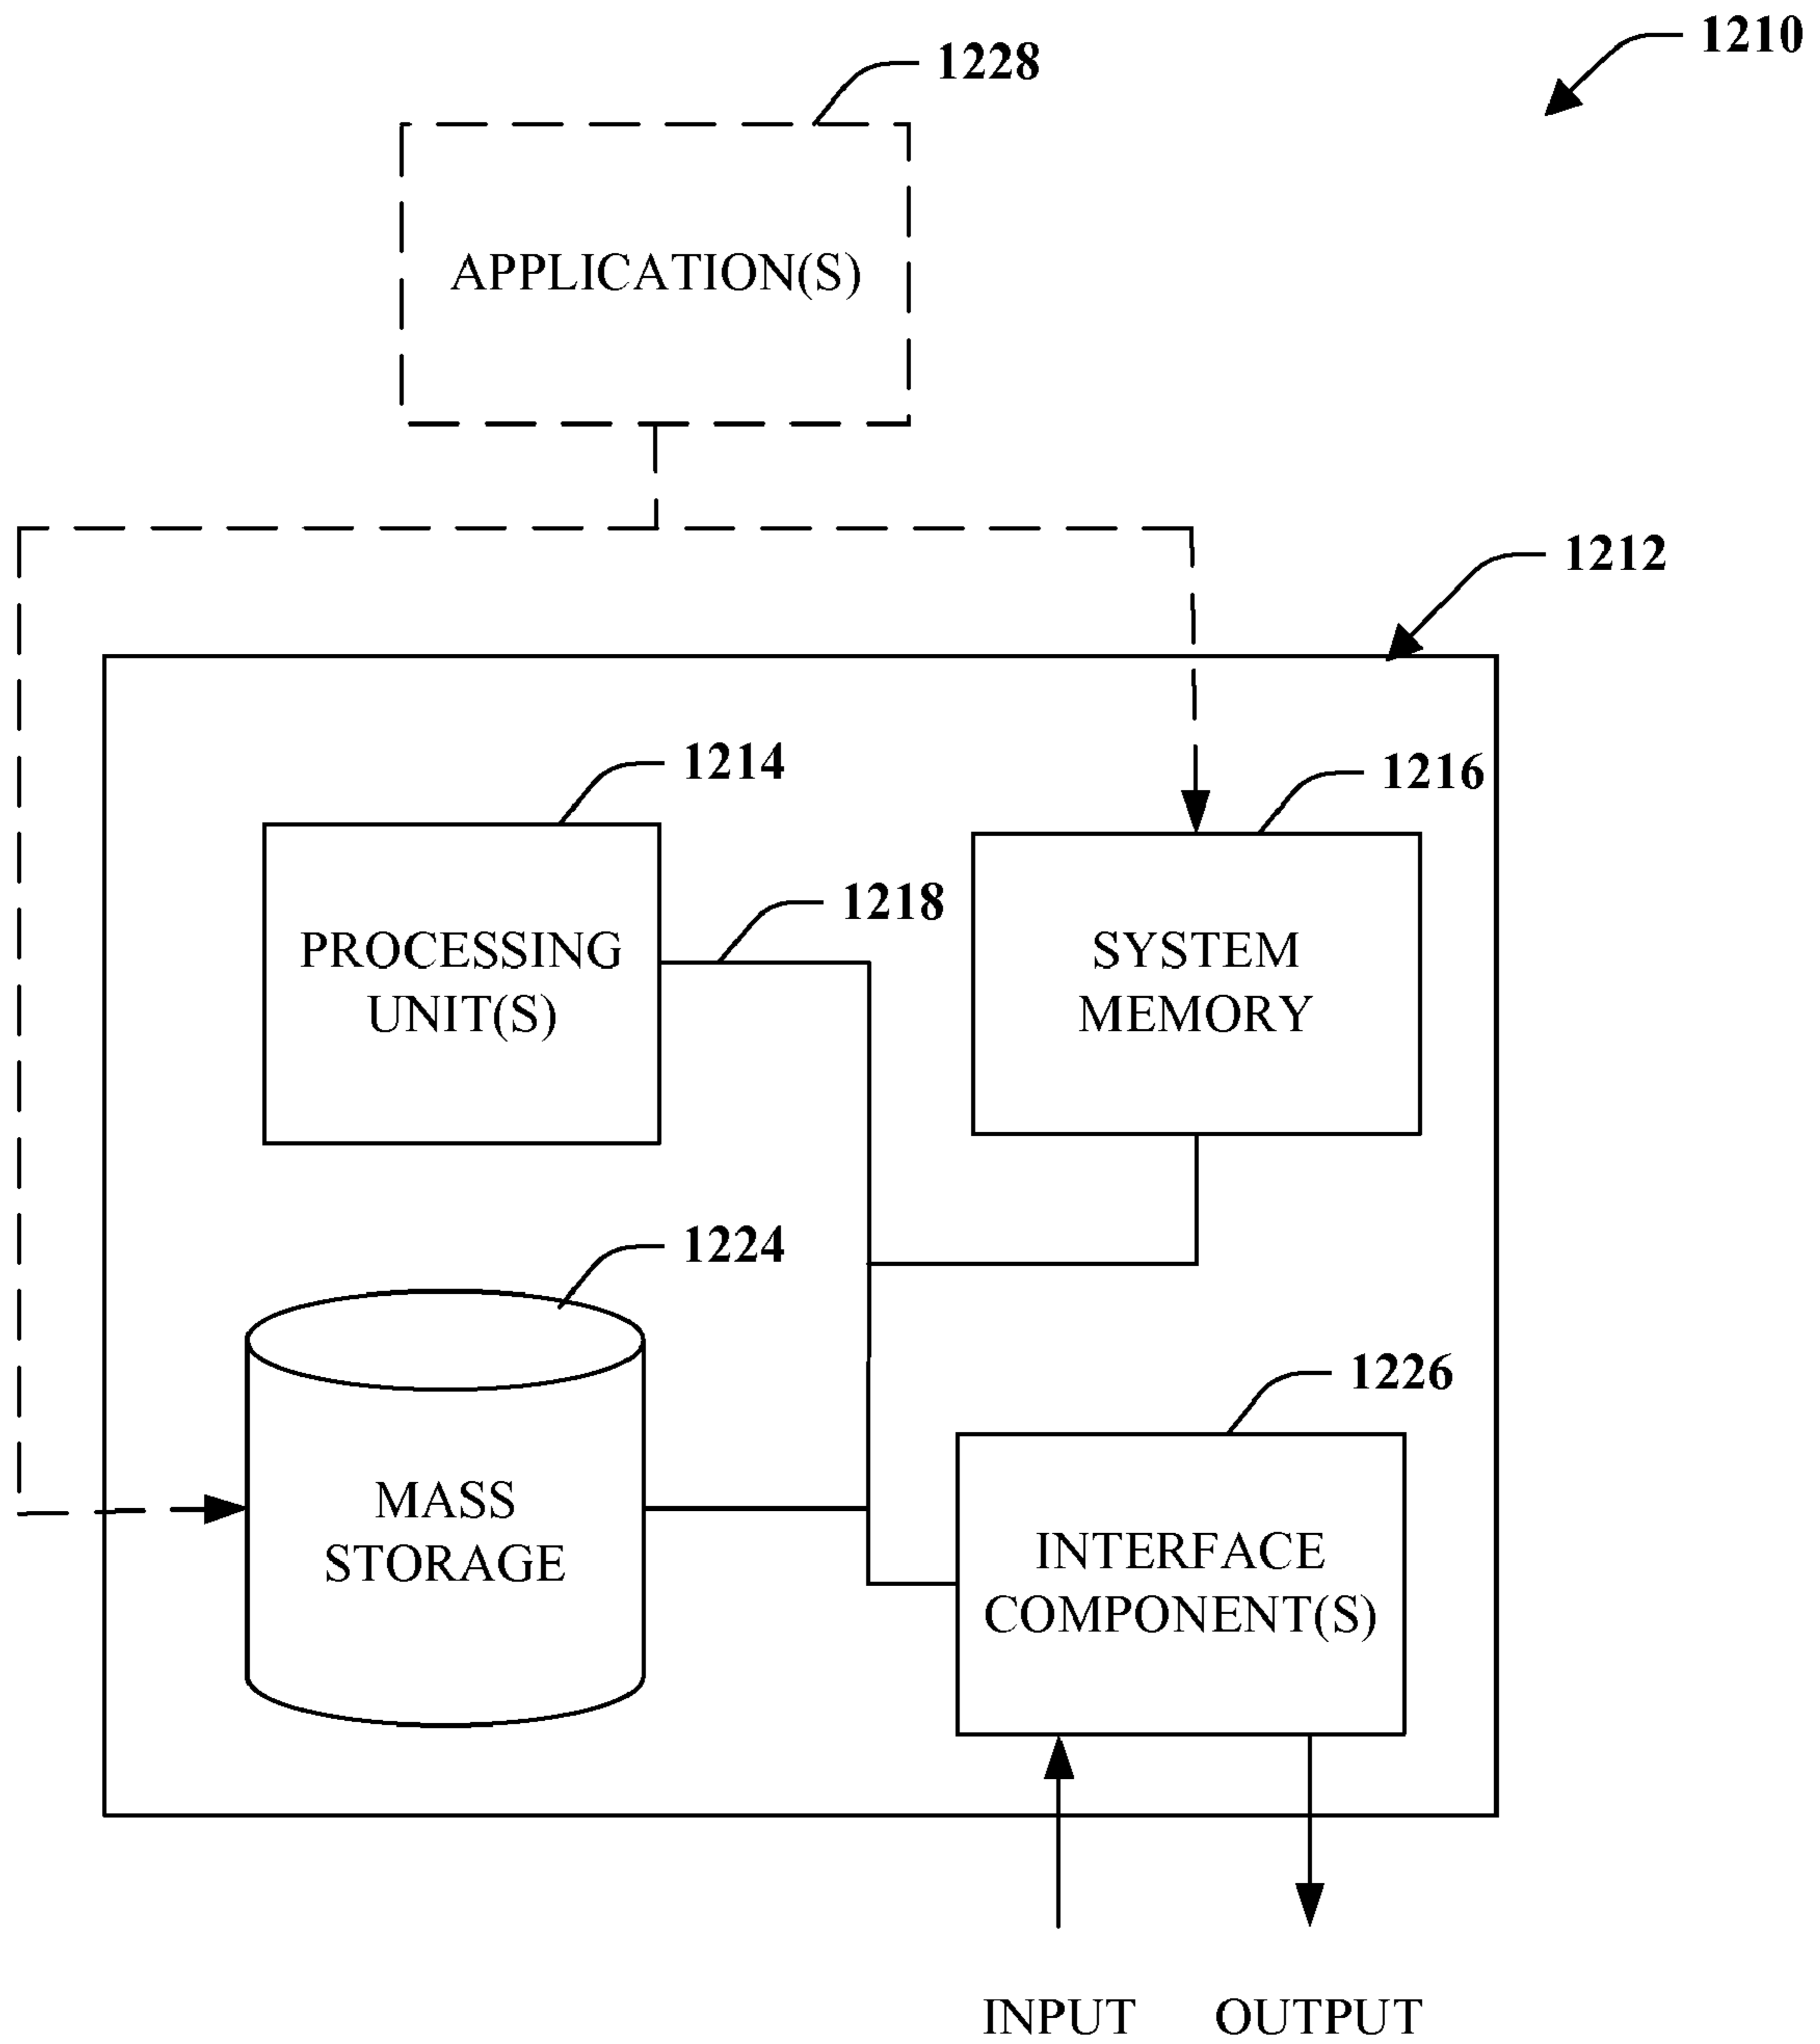 1210
1228
APPLICATION(S)
1212
1214
1216
1218
PROCESSING
UNIT(S)
SYSTEM
MEMORY
1224
1226
MASS
STORAGE
INTERFACE
COMPONENT(S)
INPUT
OUTPUT